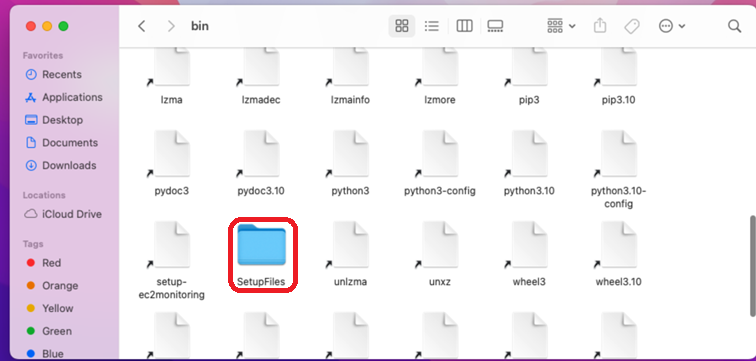 bin
Favorites
Recents
Applications
Desktop
Documents
Downloads
Locations
iCloud Drive
Tags
Red
Orange
Yellow
Green
Blue
lzma lzmadec lzmainfo lzmore pip3 pip3.10
pydoc3 pydoc3.10 python3 python3-config python3.10 python3.10-
config
setup- SetupFiles unlzma unxz wheel3 wheel3.10
ec2monitoring